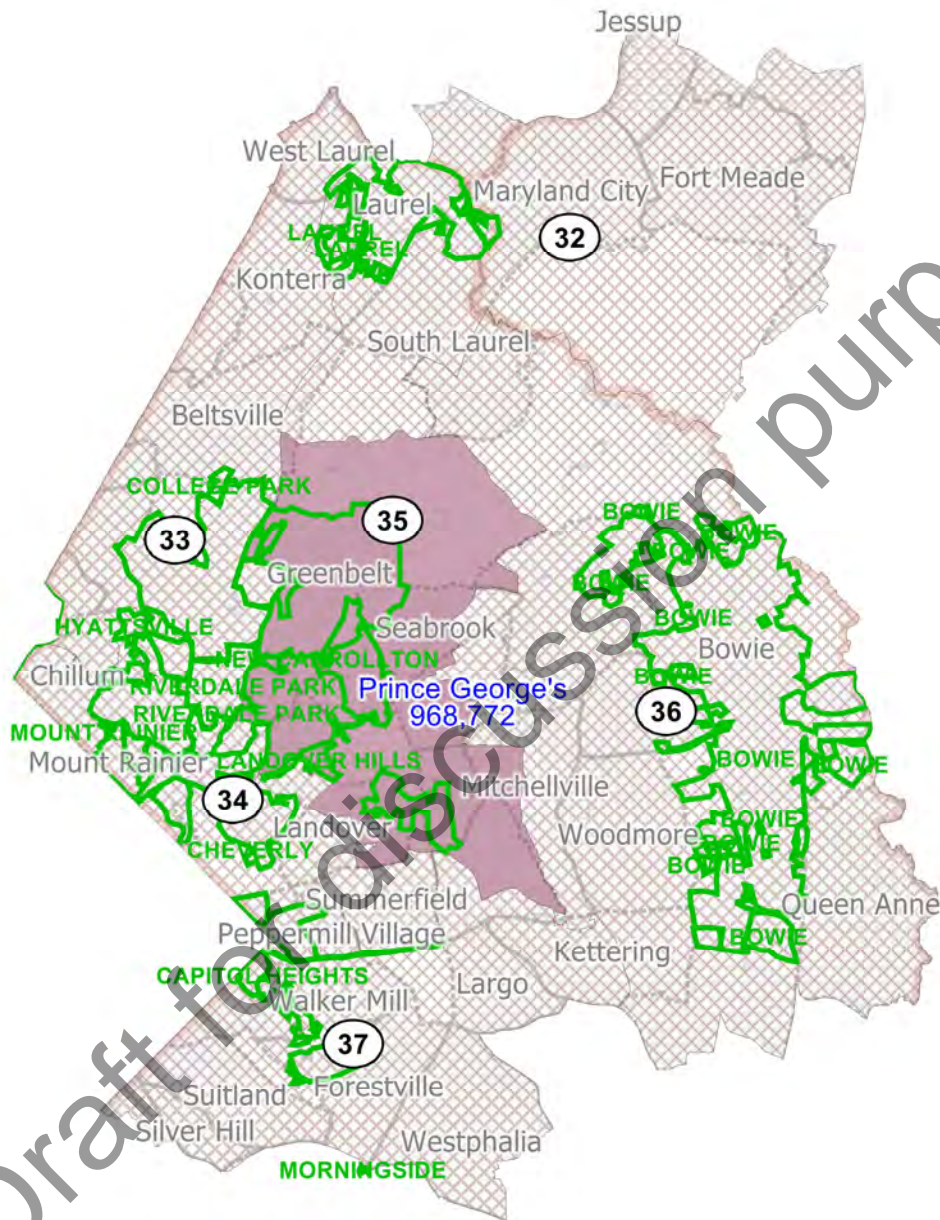 Jessup
West Laurel
Maryland City
Fort Meade
Laurel
LAUREL
LAUREL
32
Konterra
South Laurel
Beltsville
COLLEGE PARK
35
BOWIE
BOWIE
33
BOWIE
Greenbelt
BOWIE
HYATTSVILLE
Seabrook
BOWIE
Bowie
NEW CARROLLTON
Chillum
RIVERDALE PARK
Prince George's
968,772
BOWIE
RIVERDALE PARK
36
MOUNT RAINIER
Mount Rainier
LANDOVER HILLS
BOWIE
BOWIE
Mitchellville
34
Landover
Woodmore
BOWIE
BOWIE
CHEVERLY
BOWIE
Summerfield
Queen Anne
Peppermill Village
BOWIE
Kettering
CAPITOL HEIGHTS
Largo
Walker Mill
37
Suitland
Forestville
Silver Hill
Westphalia
MORNINGSIDE
Draft for discussion purp